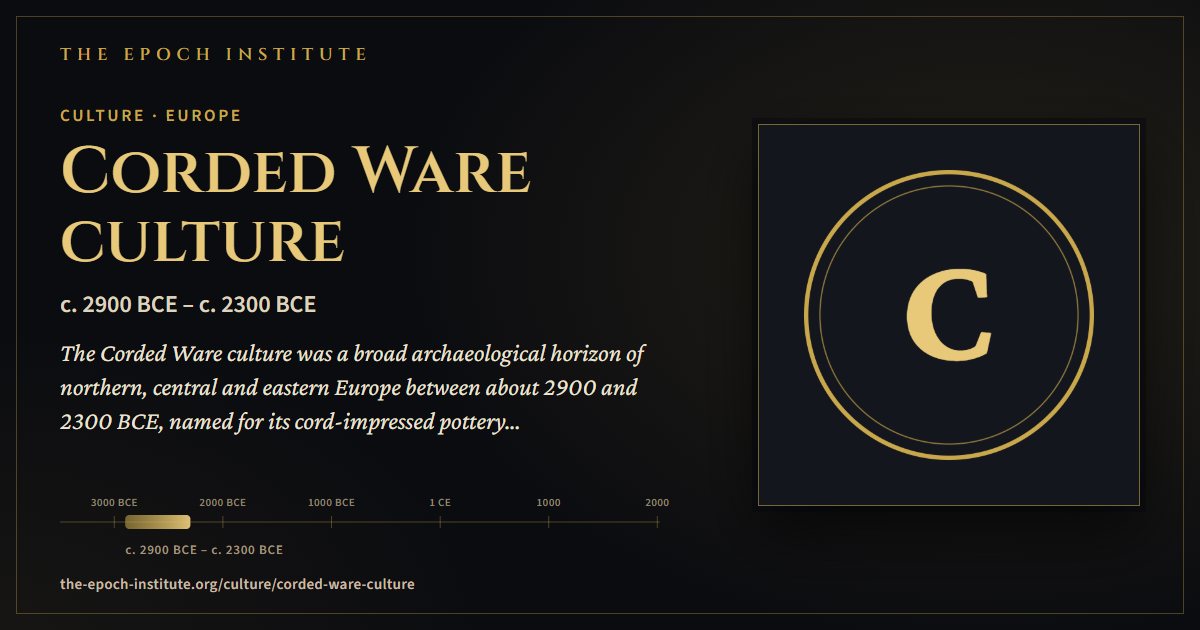 THE EPOCH INSTITUTE
CULTURE · EUROPE
CORDED WARE
CULTURE
c. 2900 BCE – c. 2300 BCE
The Corded Ware culture was a broad archaeological horizon of
northern, central and eastern Europe between about 2900 and
2300 BCE, named for its cord-impressed pottery...
C
3000 BCE 2000 BCE 1000 BCE 1 CE 1000 2000
c. 2900 BCE – c. 2300 BCE
the-epoch-institute.org/culture/corded-ware-culture